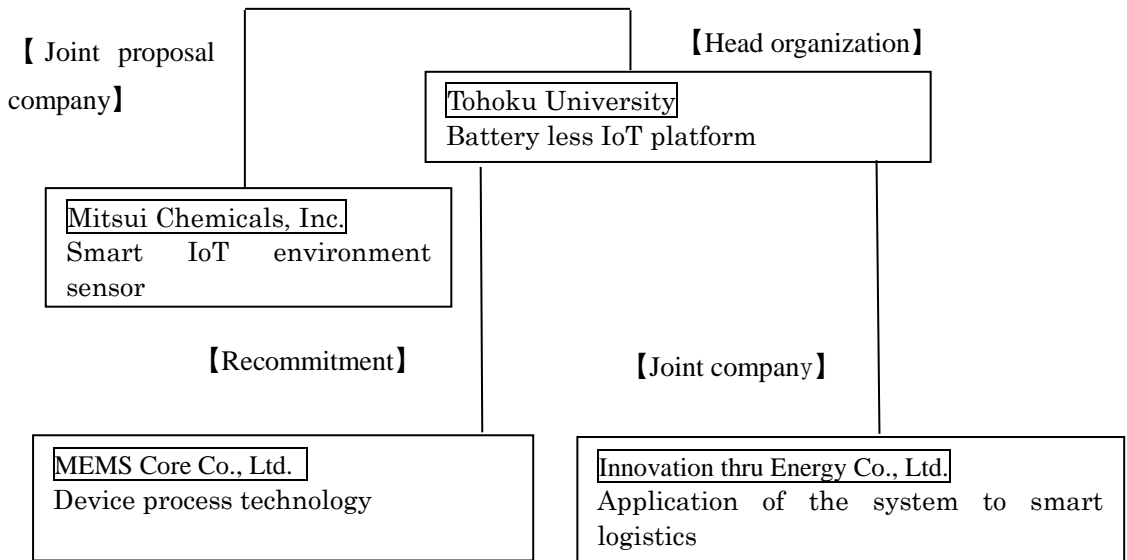 【Joint proposal
company】
【Head organization】
Tohoku University
Battery less IoT platform
Mitsui Chemicals, Inc.
Smart IoT environment
sensor
【Recommitment】
【Joint company】
MEMS Core Co., Ltd.
Device process technology
Innovation thru Energy Co., Ltd.
Application of the system to smart
logistics